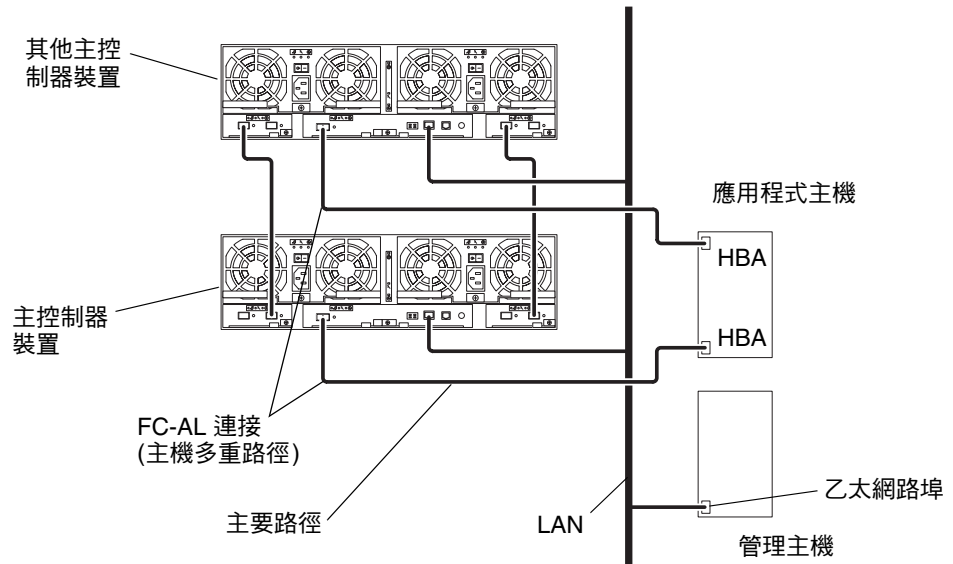 其他主控
制器裝置
應用程式主機
HBA
主控制器
裝置
HBA
FC-AL 連接
(主機多重路徑)
主要路徑
LAN
乙太網路埠
管理主機